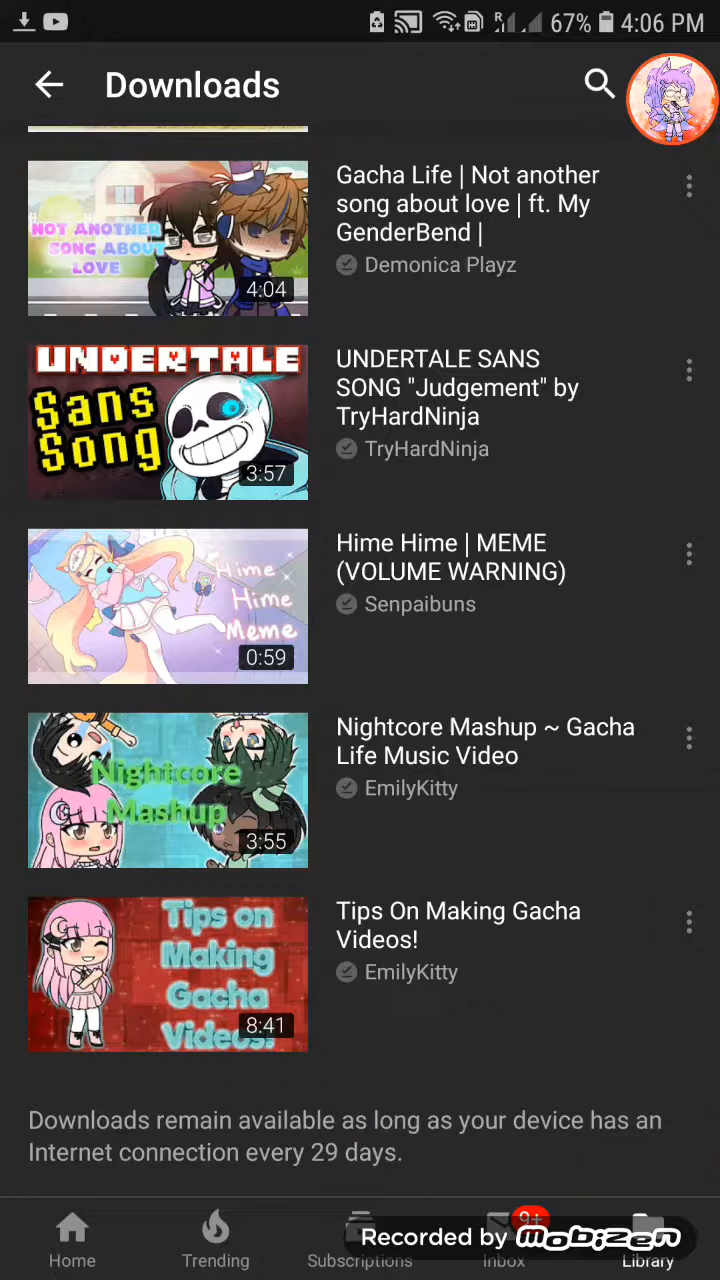 67% 4:06 PM
Downloads
NOT ANOTHER
SONG ABOUT
LOVE
4:04
Gacha Life | Not another
song about love | ft. My
GenderBend |
Demonica Playz
UNDERTALE
Sans
Song
3:57
UNDERTALE SANS
SONG "Judgement" by
TryHardNinja
TryHardNinja
Hime
Hime
Meme
0:59
Hime Hime | MEME
(VOLUME WARNING)
Senpaibuns
Nightcore
Mashup
3:55
Nightcore Mashup ~ Gacha
Life Music Video
EmilyKitty
Tips on
Making
Gacha
Videos!
8:41
Tips On Making Gacha
Videos!
EmilyKitty
Downloads remain available as long as your device has an
Internet connection every 29 days.
9+
Recorded by mobizen
Home Trending Subscriptions Inbox Library